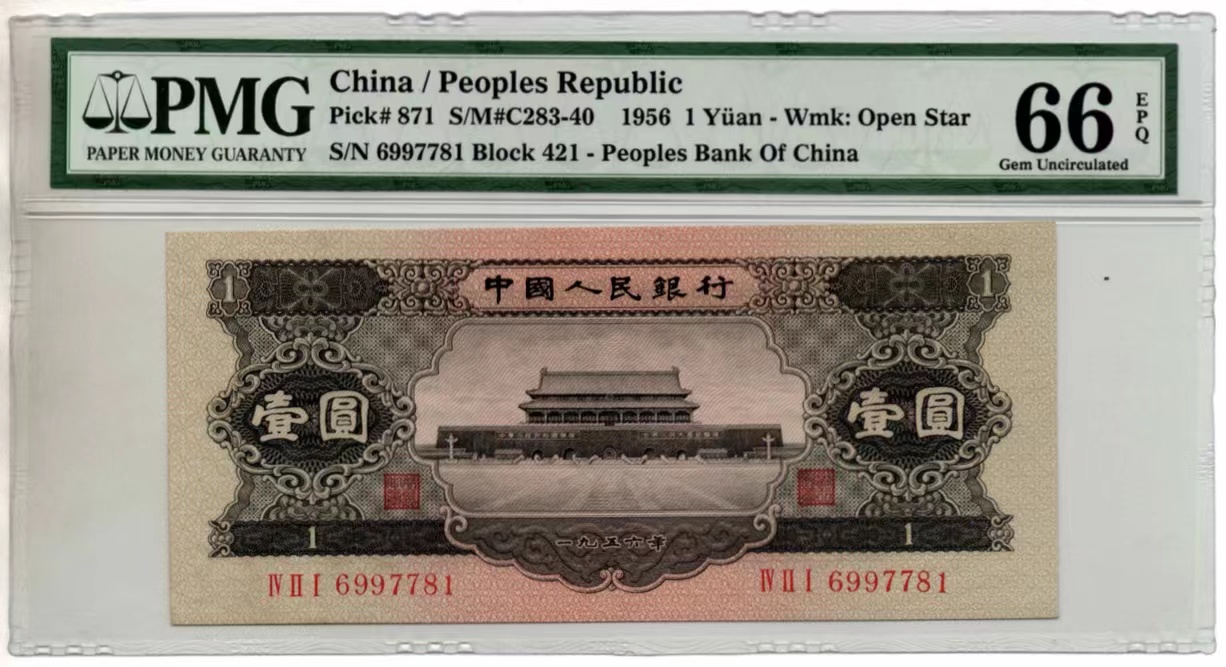 PMG
PAPER MONEY GUARANTY
China / Peoples Republic
Pick# 871 S/M#C283-40 1956 1 Yüan - Wmk: Open Star
S/N 6997781 Block 421 - Peoples Bank Of China
66
EPQ
Gem Uncirculated
1 中國人民銀行 1
壹圓 壹圓
1 一九五六年 1
ⅣⅡⅠ 6997781 ⅣⅡⅠ 6997781